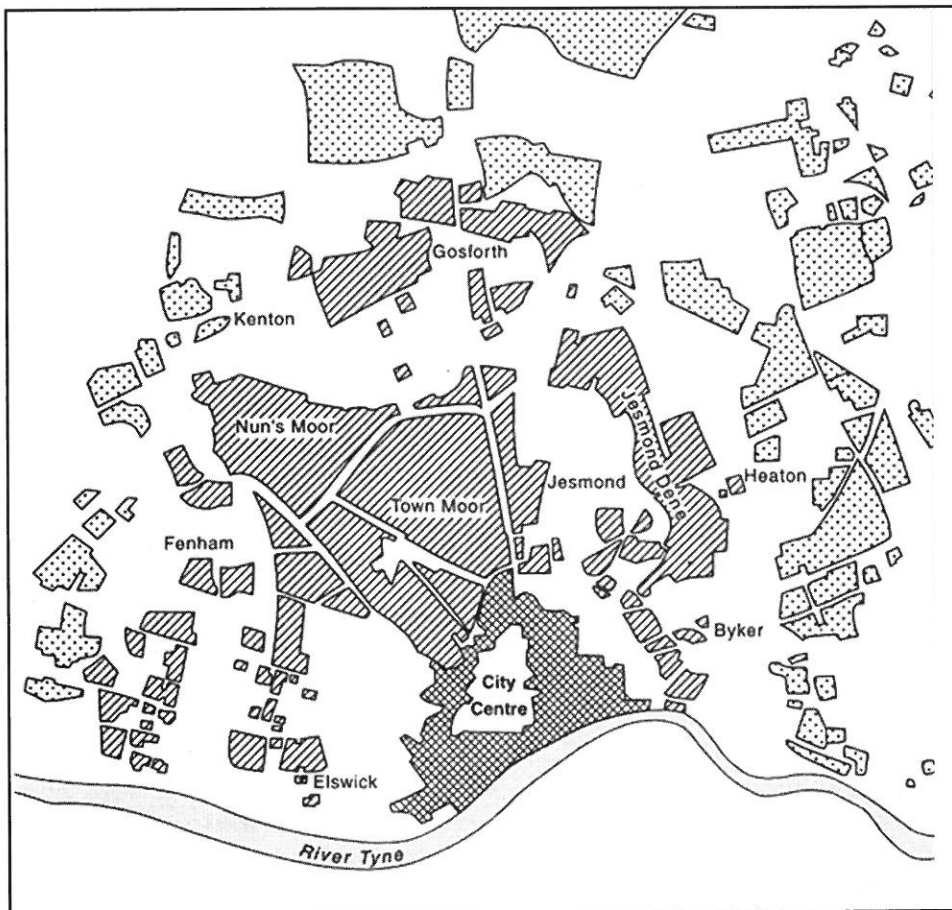 Gosforth
Kenton
Nun's Moor
Jesmond Dene
Town Moor
Jesmond
Heaton
Fenham
Byker
City
Centre
Elswick
River Tyne